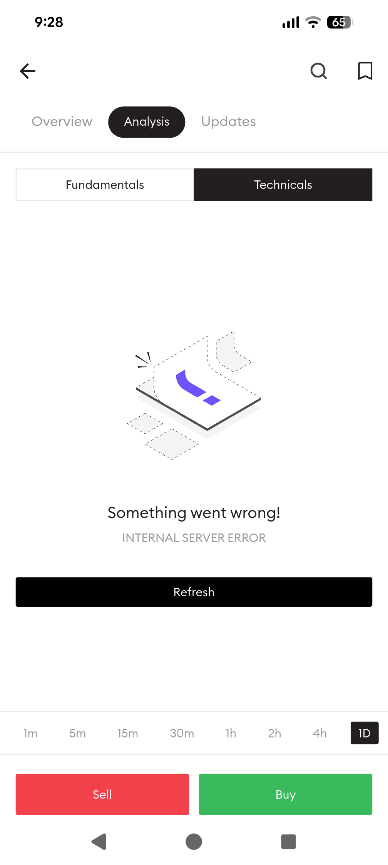 9:28
65
Overview Analysis Updates
Fundamentals Technicals
Something went wrong!
INTERNAL SERVER ERROR
Refresh
1m 5m 15m 30m 1h 2h 4h 1D
Sell Buy